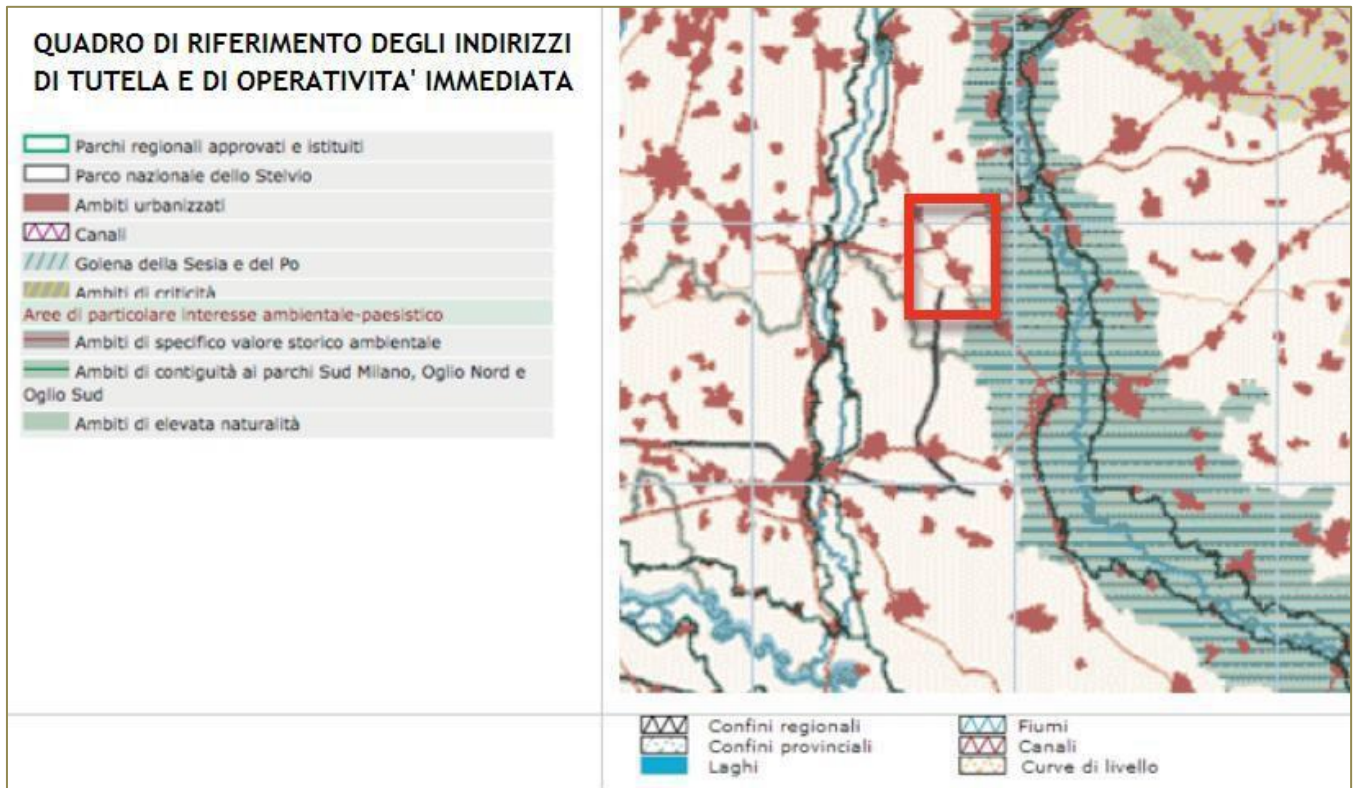 QUADRO DI RIFERIMENTO DEGLI INDIRIZZI
DI TUTELA E DI OPERATIVITA' IMMEDIATA
Parchi regionali approvati e istituiti
Parco nazionale dello Stelvio
Ambiti urbanizzati
Canali
Golena della Sesia e del Po
Ambiti di criticità
Aree di particolare interesse ambientale-paesistico
Ambiti di specifico valore storico ambientale
Ambiti di contiguità ai parchi Sud Milano, Oglio Nord e
Oglio Sud
Ambiti di elevata naturalità
Confini regionali
Confini provinciali
Laghi
Fiumi
Canali
Curve di livello